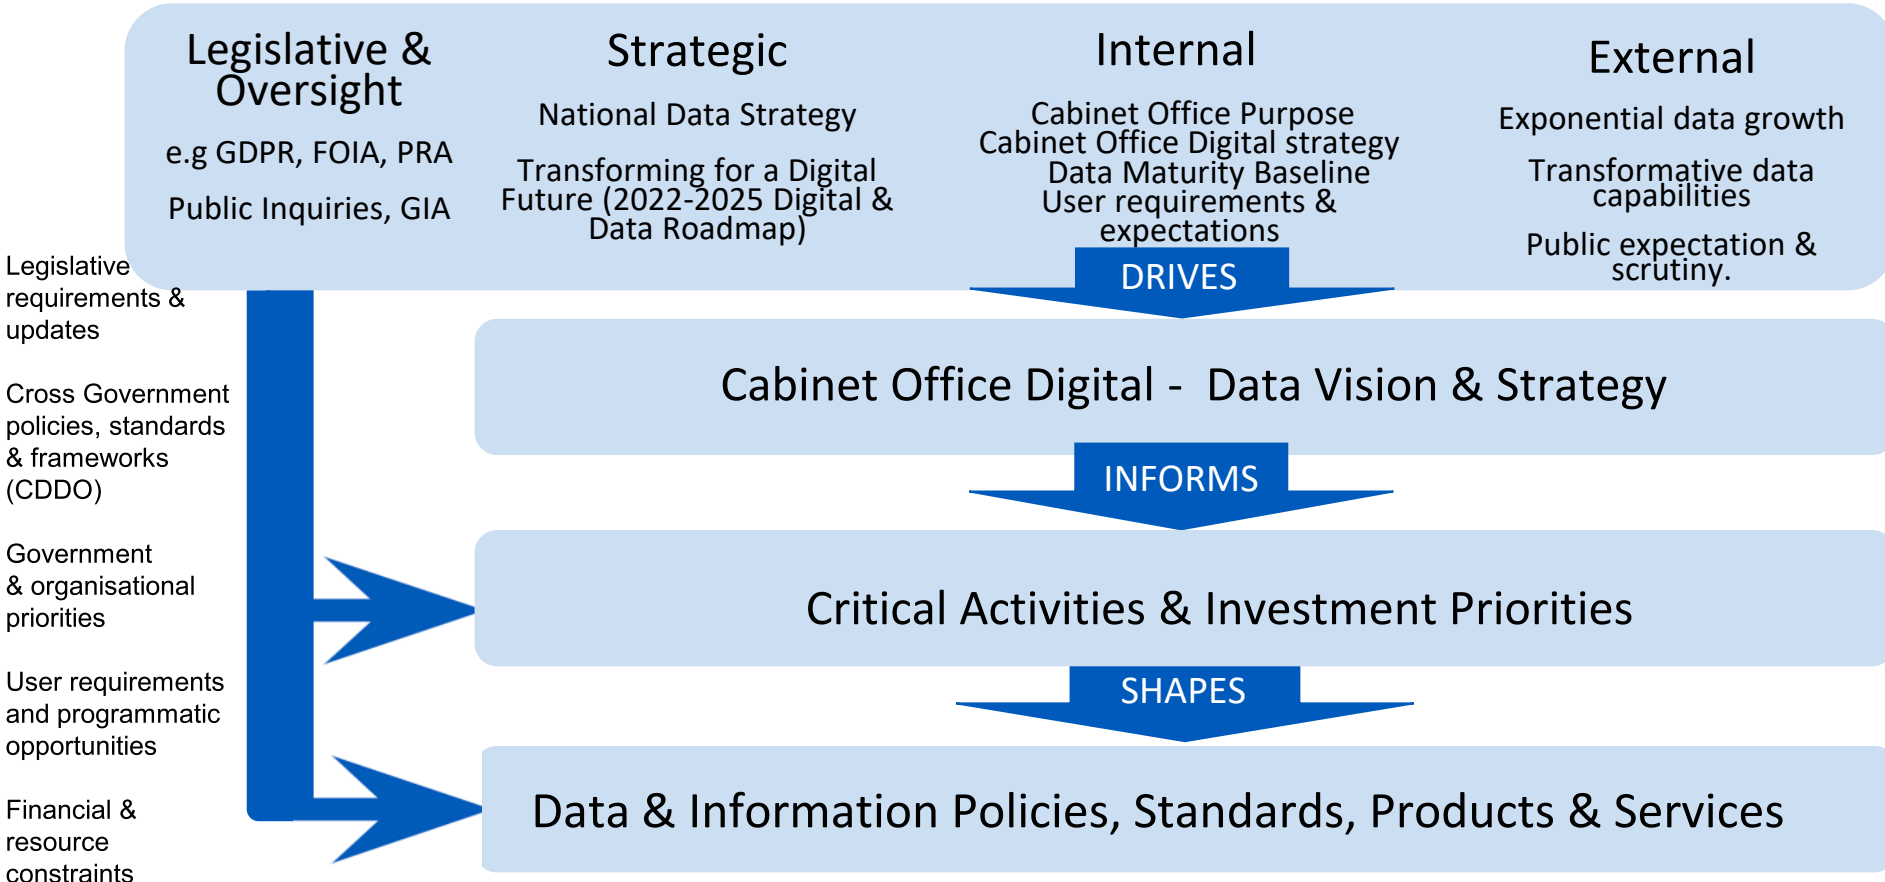 Legislative &
Oversight
e.g GDPR, FOIA, PRA
Public Inquiries, GIA
Strategic
National Data Strategy
Transforming for a Digital
Future (2022-2025 Digital &
Data Roadmap)
Internal
Cabinet Office Purpose
Cabinet Office Digital strategy
Data Maturity Baseline
User requirements &
expectations
External
Exponential data growth
Transformative data
capabilities
Public expectation &
scrutiny.
DRIVES
Cabinet Office Digital - Data Vision & Strategy
INFORMS
Critical Activities & Investment Priorities
SHAPES
Data & Information Policies, Standards, Products & Services
Legislative
requirements &
updates
Cross Government
policies, standards
& frameworks
(CDDO)
Government
& organisational
priorities
User requirements
and programmatic
opportunities
Financial &
resource
constraints